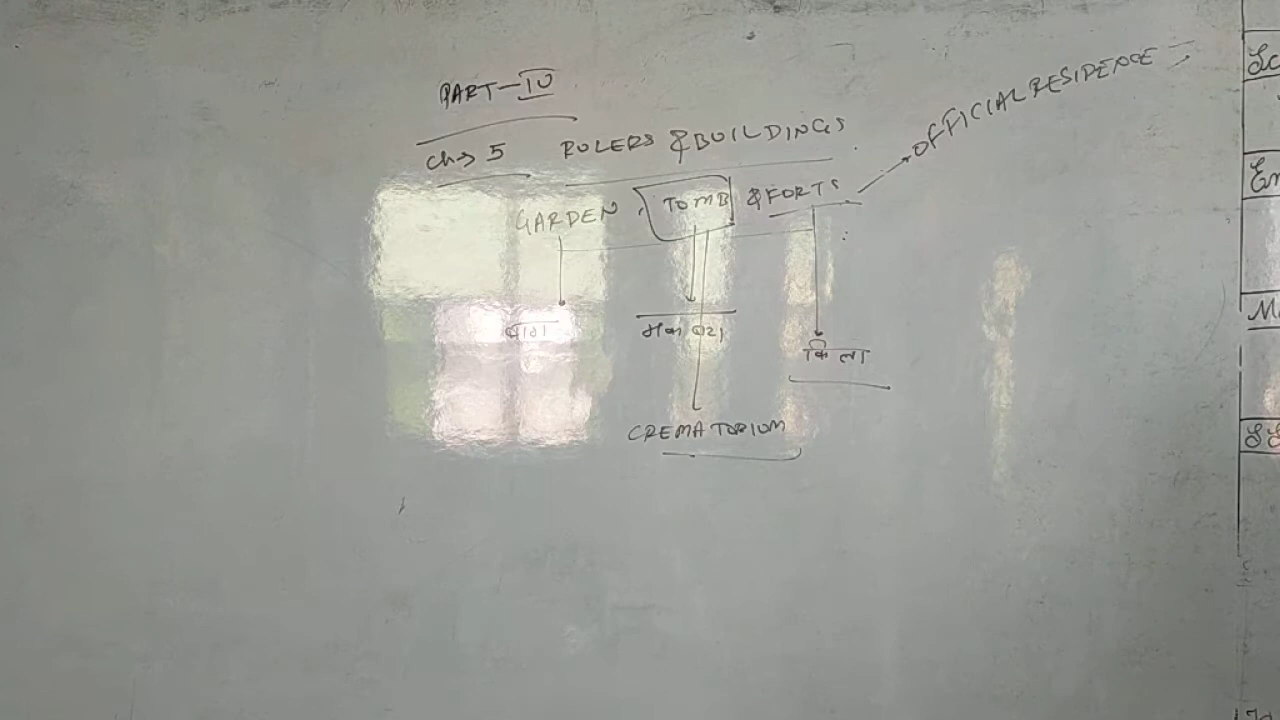 PART-IV
Ch→ 5 RULERS & BUILDINGS
GARDEN, TOMB & FORTS → OFFICIAL RESIDENCE
बाग मकबरा किला
CREMATORIUM